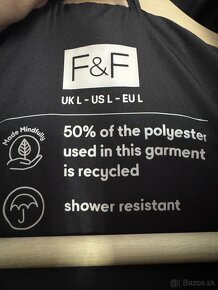 F&F
UK L - US L - EU L
Made Mindfully
50% of the polyester
used in this garment
is recycled
shower resistant
© Bazos.sk